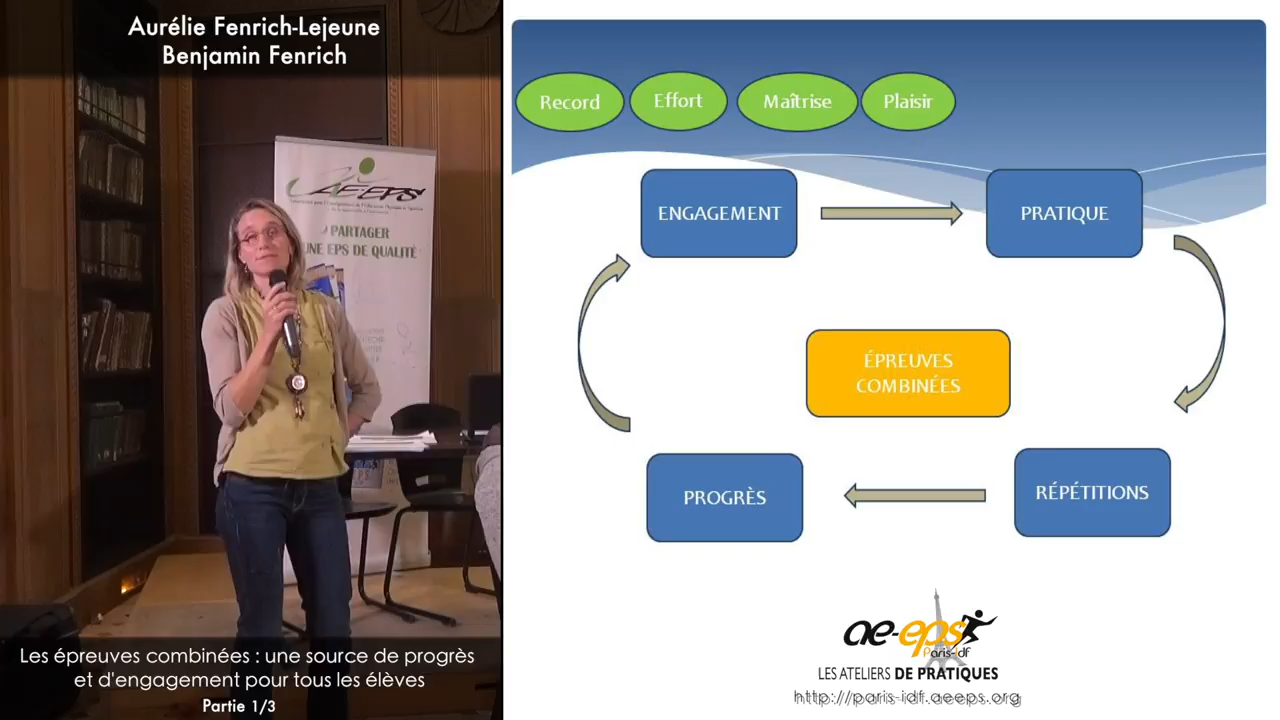 Aurélie Fenrich-Lejeune
Benjamin Fenrich
AEEPS
PARTAGER
UNE EPS DE QUALITÉ
Les épreuves combinées : une source de progrès
et d'engagement pour tous les élèves
Partie 1/3
Record
Effort
Maîtrise
Plaisir
ENGAGEMENT
PRATIQUE
ÉPREUVES
COMBINÉES
PROGRÈS
RÉPÉTITIONS
ae-eps
Paris-idf
LES ATELIERS DE PRATIQUES
http://paris-idf.aeeps.org